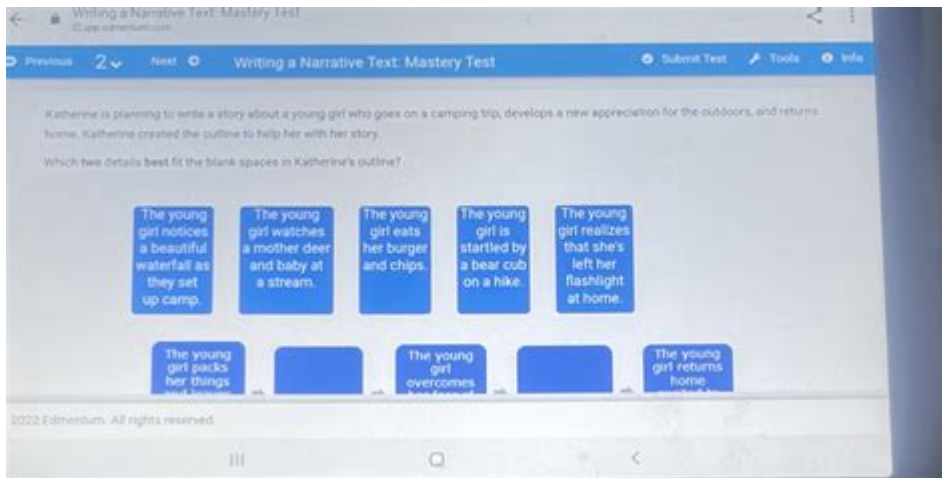 Writing a Narrative Text: Mastery Test
app.edmentum.com
Previous 2 Next Writing a Narrative Text: Mastery Test Submit Test Tools Info
Katherine is planning to write a story about a young girl who goes on a camping trip, develops a new appreciation for the outdoors, and returns
home. Katherine created the outline to help her with her story.
Which two details best fit the blank spaces in Katherine's outline?
The young
girl notices
a beautiful
waterfall as
they set
up camp.
The young
girl watches
a mother deer
and baby at
a stream.
The young
girl eats
her burger
and chips.
The young
girl is
startled by
a bear cub
on a hike.
The young
girl realizes
that she's
left her
flashlight
at home.
The young
girl packs
her things
The young
girl
overcomes
The young
girl returns
home
2022 Edmentum. All rights reserved.